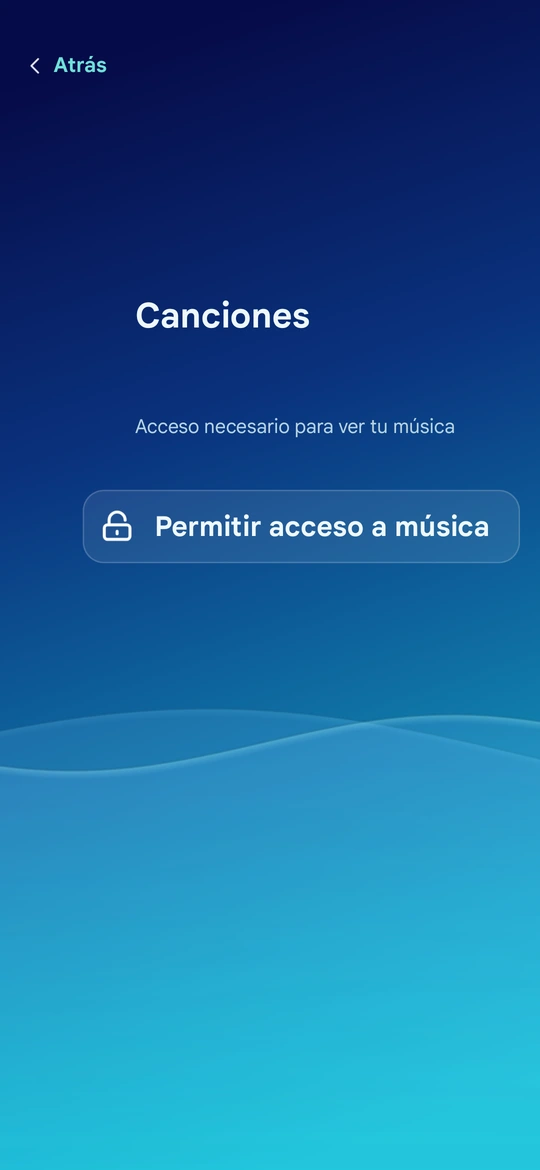 Atrás
Canciones
Acceso necesario para ver tu música
Permitir acceso a música